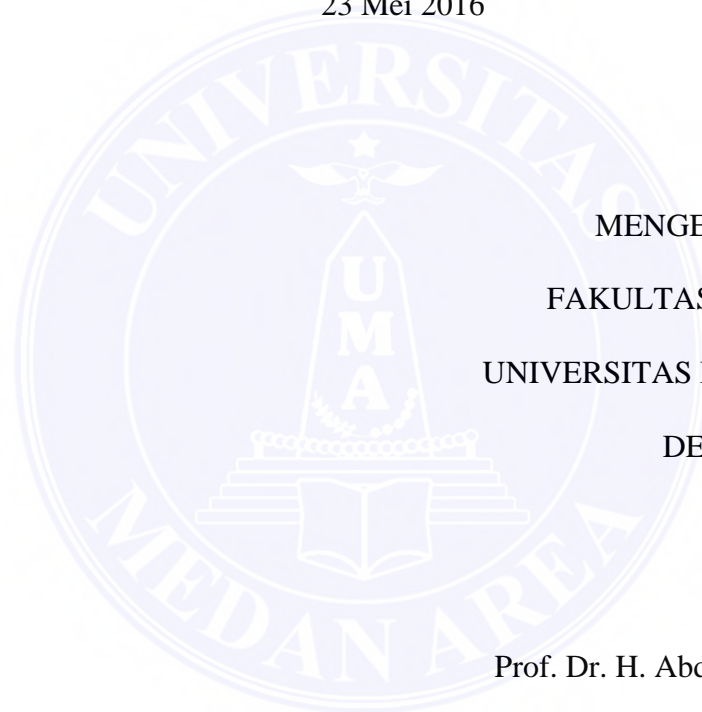 23 Mei 2016
UNIVERSITAS
UMA
MENGE
FAKULTAS
UNIVERSITAS
DE
Prof. Dr. H. Abd
MEDAN AREA